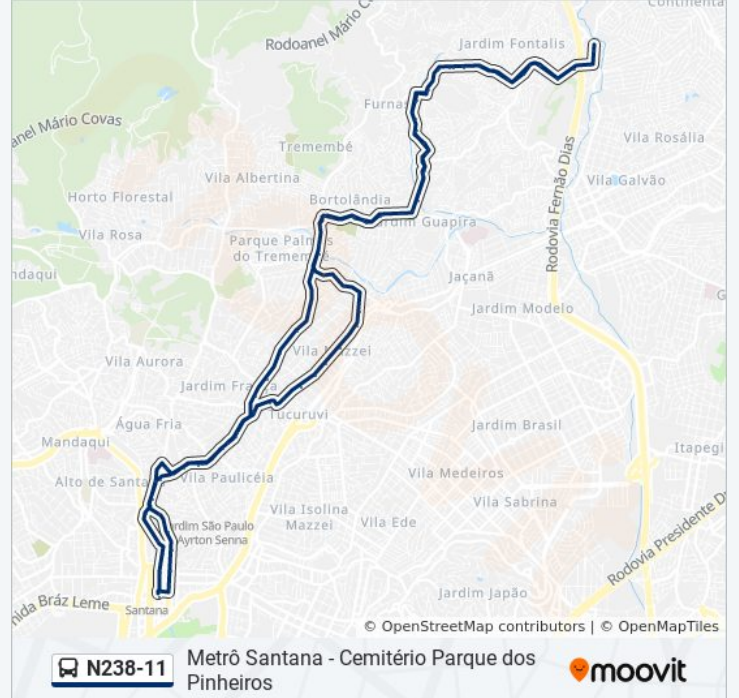 Continenta
Rodoanel Mário C
Jardim Fontalis
Furnas
anel Mário Covas
Tremembé
Vila Rosália
Vila Albertina
Rodovia Fernão Dias
Vila Galvão
Horto Florestal
Bortolândia
Jardim Guapira
Vila Rosa
Parque Palmas
do Tremembé
ndaqui
Jaçanã
G
Jardim Modelo
Vila Mazzei
Vila Aurora
Jardim França
Tucuruvi
Água Fria
Jardim Brasil
Mandaqui
Itapegi
Alto de Santa
Vila Paulicéia
Vila Medeiros
Vila Sabrina
Vila Isolina
Mazzei
Vila Ede
Jardim São Paulo
Ayrton Senna
Rodovia Presidente D
Jardim Japão
nida Bráz Leme
Santana
© OpenStreetMap contributors | © OpenMapTiles
N238-11
Metrô Santana - Cemitério Parque dos
Pinheiros
moovit